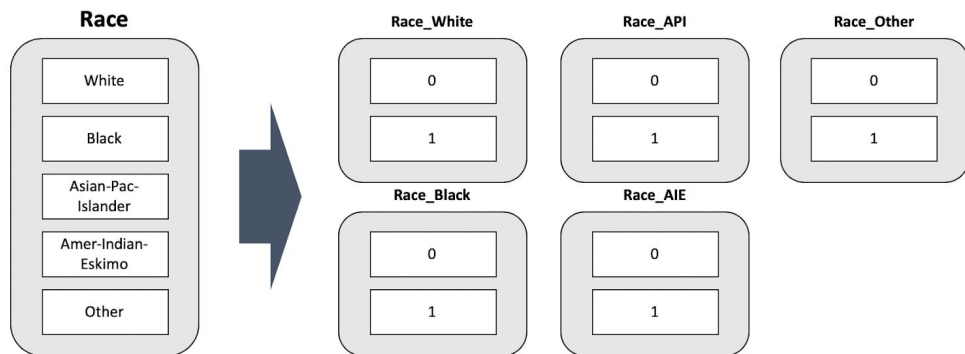 Race
White
Black
Asian-Pac-
Islander
Amer-Indian-
Eskimo
Other
Race_White
0
1
Race_API
0
1
Race_Other
0
1
Race_Black
0
1
Race_AIE
0
1